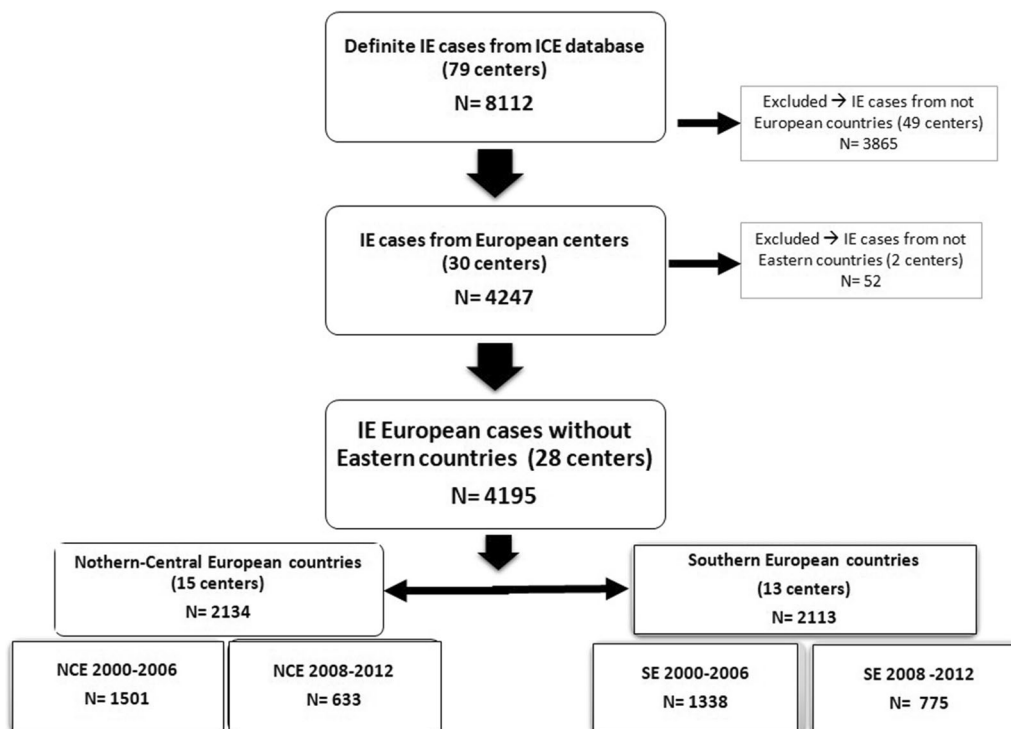 Definite IE cases from ICE database
(79 centers)
N= 8112
Excluded → IE cases from not
European countries (49 centers)
N= 3865
IE cases from European centers
(30 centers)
N= 4247
Excluded → IE cases from not
Eastern countries (2 centers)
N= 52
IE European cases without
Eastern countries (28 centers)
N= 4195
Nothern-Central European countries
(15 centers)
N= 2134
Southern European countries
(13 centers)
N= 2113
NCE 2000-2006
N= 1501
NCE 2008-2012
N= 633
SE 2000-2006
N= 1338
SE 2008 -2012
N= 775